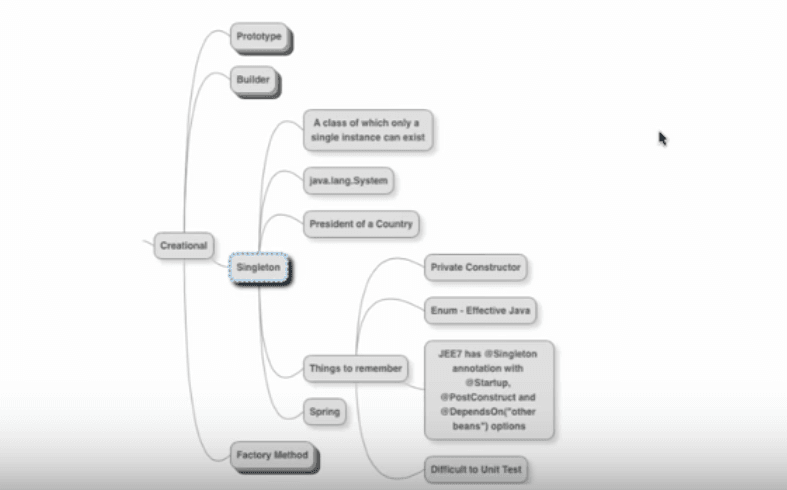 Prototype
Builder
A class of which only a
single instance can exist
java.lang.System
President of a Country
Creational
Singleton
Private Constructor
Enum - Effective Java
JEE7 has @Singleton
annotation with
@Startup,
@PostConstruct and
@DependsOn("other
beans") options
Things to remember
Spring
Factory Method
Difficult to Unit Test